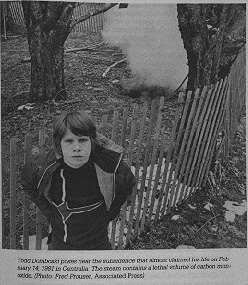 Todd Domboski poses near the subsidence that almost claimed his life on Feb
ruary 14, 1981 in Centralia. The steam contains a lethal volume of carbon mon-
oxide. (Photo: Fred Prouser, Associated Press)